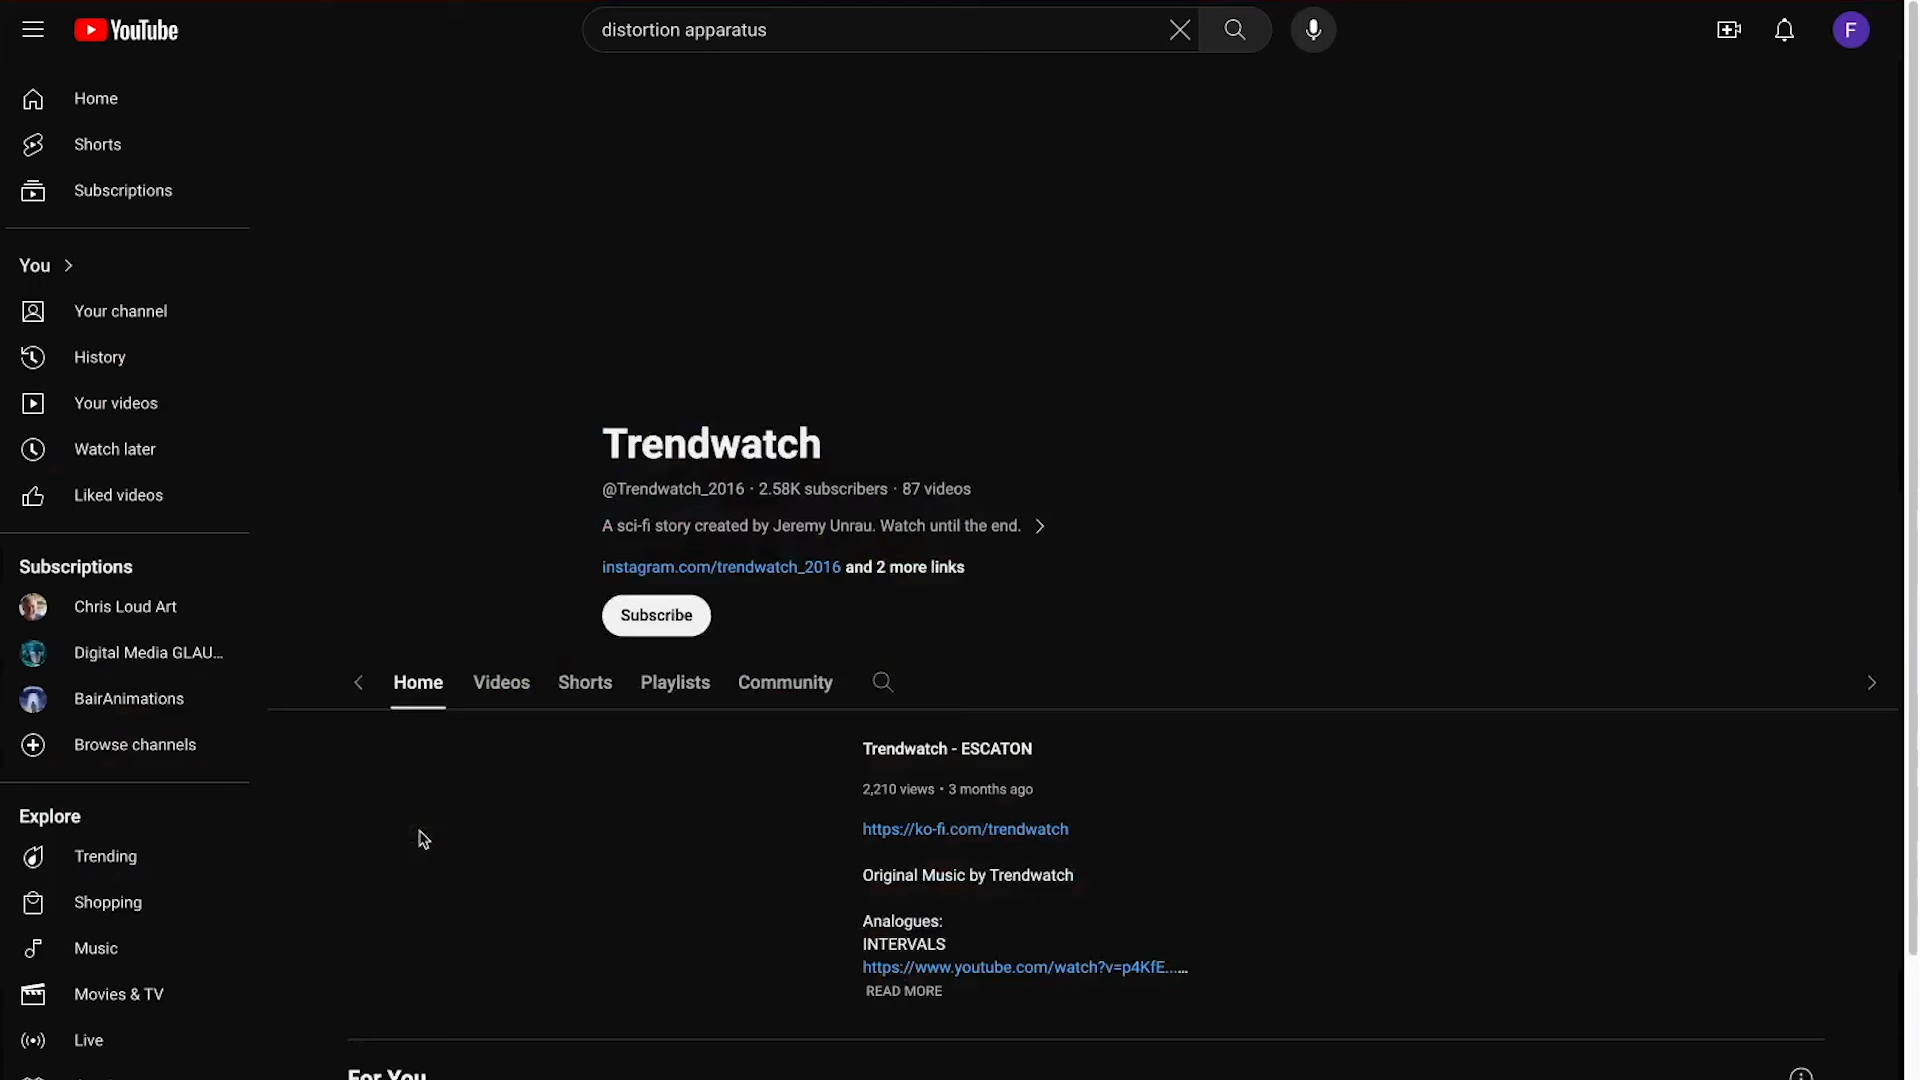 YouTube
distortion apparatus
F
Home
Shorts
Subscriptions
You
Your channel
History
Your videos
Watch later
Liked videos
Subscriptions
Chris Loud Art
Digital Media GLAU...
BairAnimations
Browse channels
Explore
Trending
Shopping
Music
Movies & TV
Live
Trendwatch
@Trendwatch_2016 · 2.58K subscribers · 87 videos
A sci-fi story created by Jeremy Unrau. Watch until the end.
instagram.com/trendwatch_2016 and 2 more links
Subscribe
Home Videos Shorts Playlists Community
Trendwatch - ESCATON
2,210 views • 3 months ago
https://ko-fi.com/trendwatch
Original Music by Trendwatch
Analogues:
INTERVALS
https://www.youtube.com/watch?v=p4KfE......
READ MORE
For You